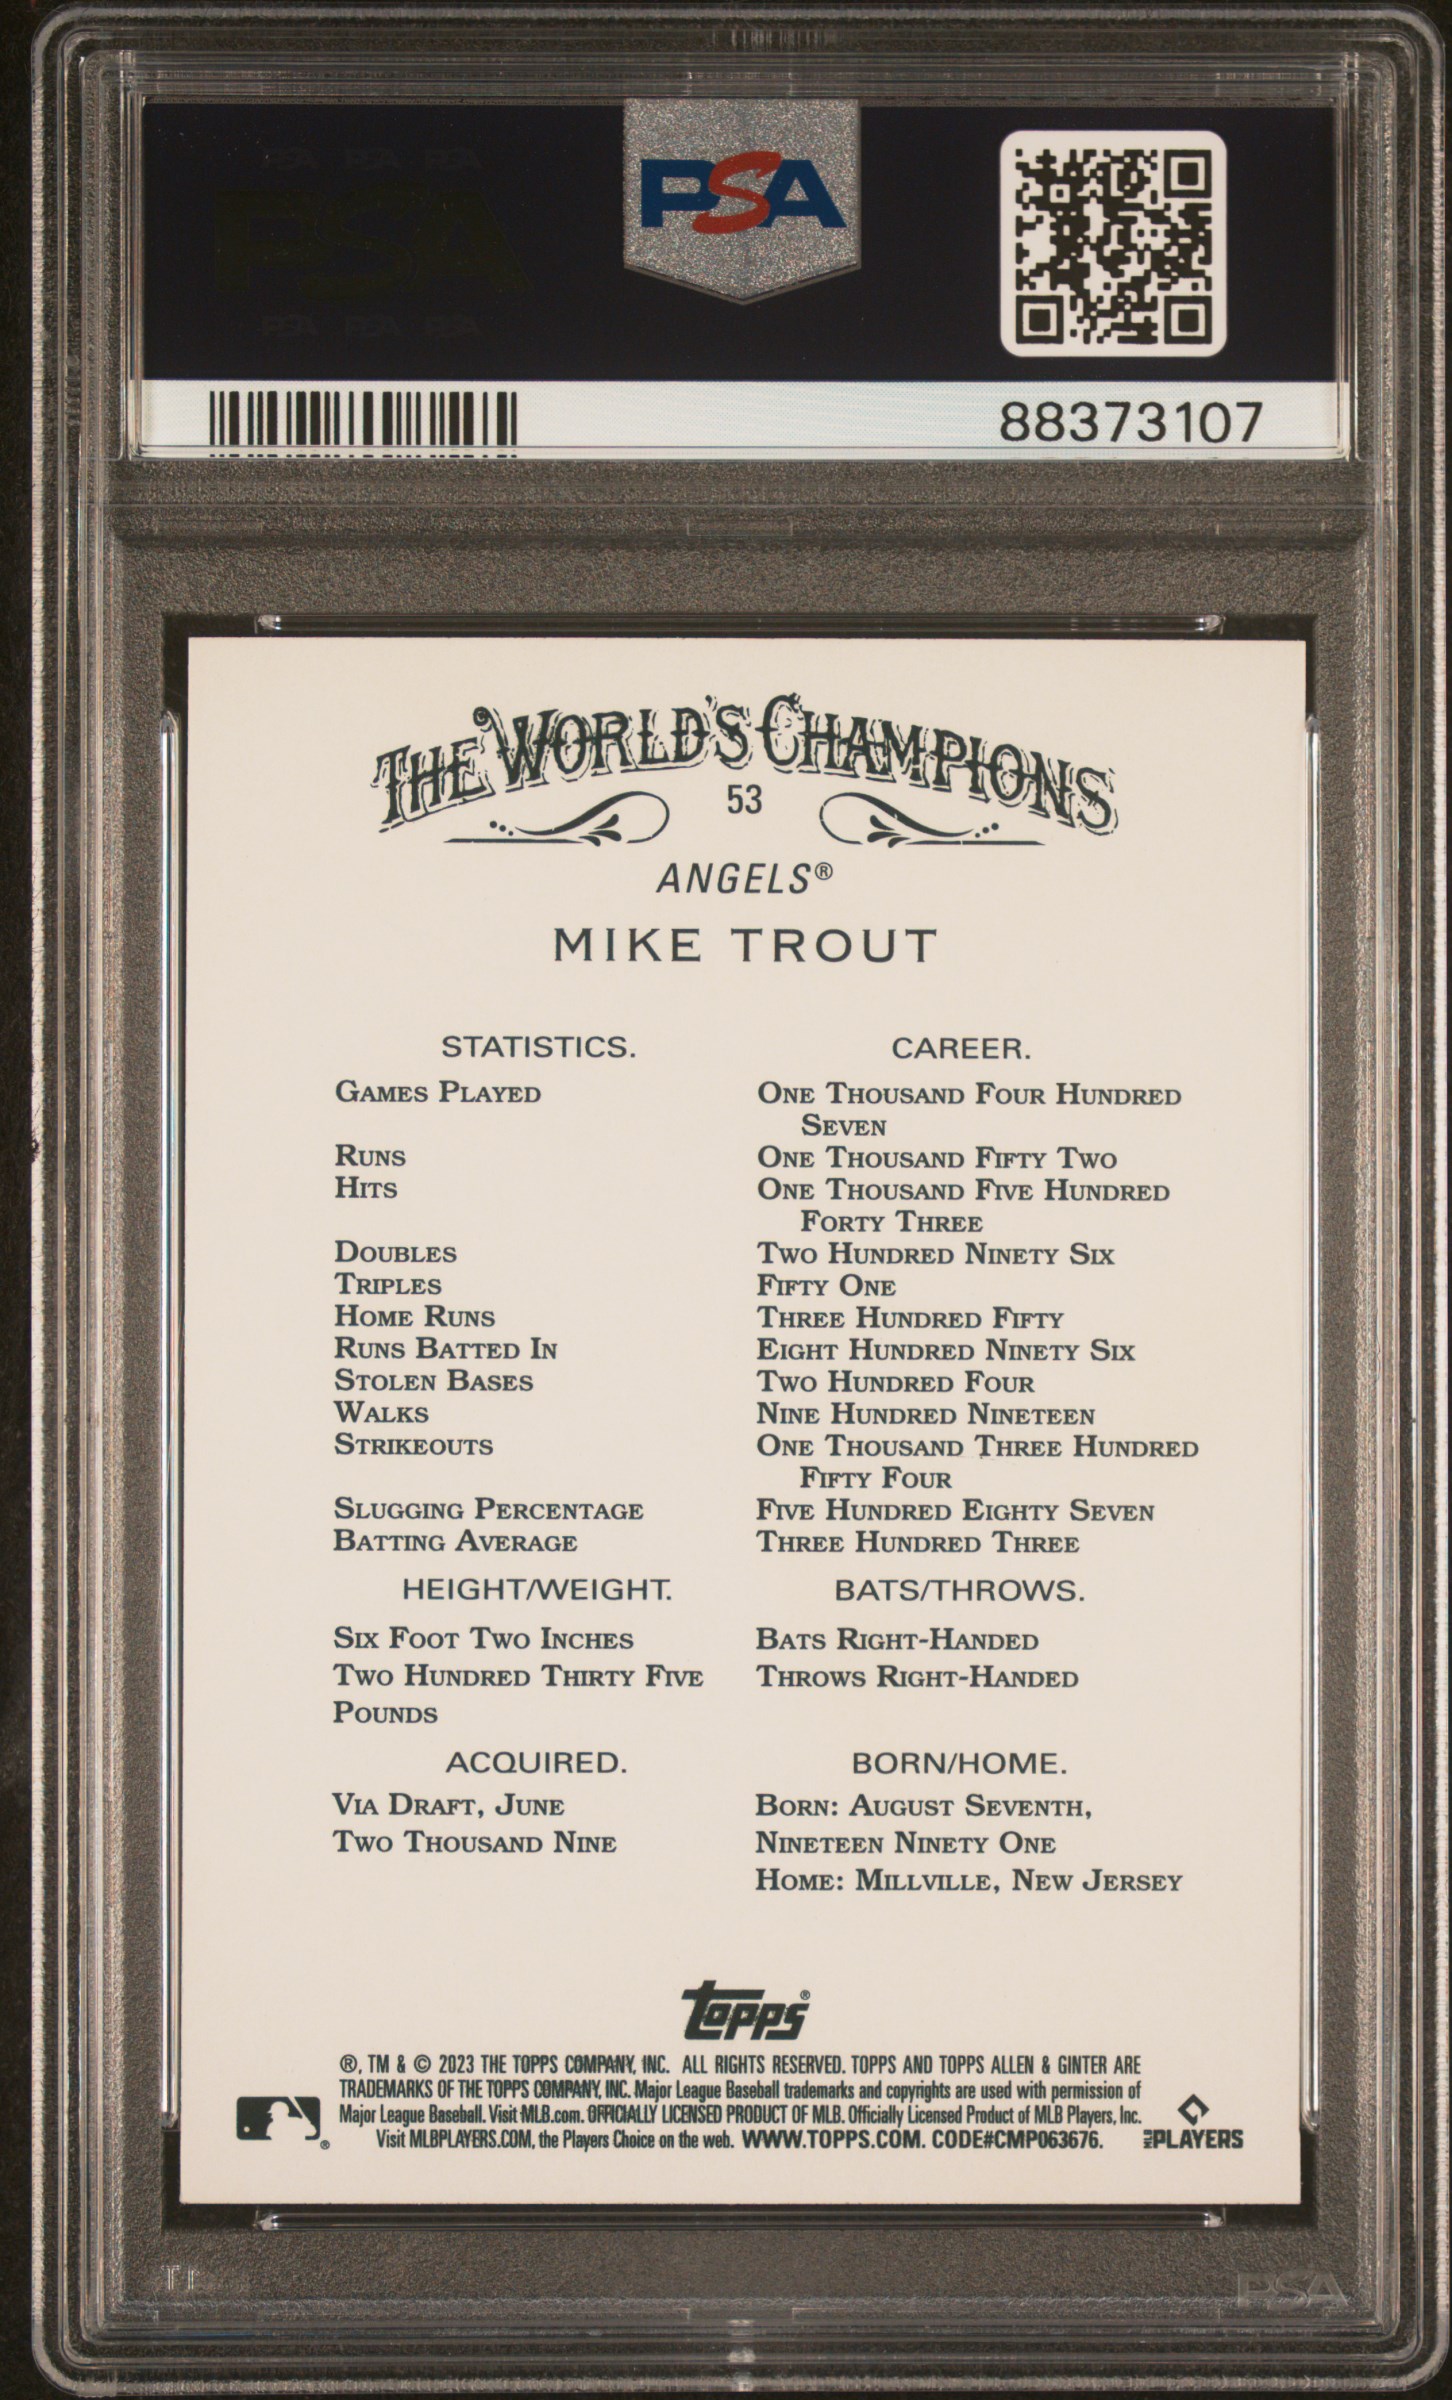 PSA
88373107
THE WORLD'S CHAMPIONS
53
ANGELS®
MIKE TROUT
STATISTICS. CAREER.
GAMES PLAYED ONE THOUSAND FOUR HUNDRED
SEVEN
RUNS ONE THOUSAND FIFTY TWO
HITS ONE THOUSAND FIVE HUNDRED
FORTY THREE
DOUBLES TWO HUNDRED NINETY SIX
TRIPLES FIFTY ONE
HOME RUNS THREE HUNDRED FIFTY
RUNS BATTED IN EIGHT HUNDRED NINETY SIX
STOLEN BASES TWO HUNDRED FOUR
WALKS NINE HUNDRED NINETEEN
STRIKEOUTS ONE THOUSAND THREE HUNDRED
FIFTY FOUR
SLUGGING PERCENTAGE FIVE HUNDRED EIGHTY SEVEN
BATTING AVERAGE THREE HUNDRED THREE
HEIGHT/WEIGHT. BATS/THROWS.
SIX FOOT TWO INCHES BATS RIGHT-HANDED
TWO HUNDRED THIRTY FIVE THROWS RIGHT-HANDED
POUNDS
ACQUIRED. BORN/HOME.
VIA DRAFT, JUNE BORN: AUGUST SEVENTH,
TWO THOUSAND NINE NINETEEN NINETY ONE
HOME: MILLVILLE, NEW JERSEY
topps®
®, TM & © 2023 THE TOPPS COMPANY, INC. ALL RIGHTS RESERVED. TOPPS AND TOPPS ALLEN & GINTER ARE
TRADEMARKS OF THE TOPPS COMPANY, INC. Major League Baseball trademarks and copyrights are used with permission of
Major League Baseball. Visit MLB.com. OFFICIALLY LICENSED PRODUCT OF MLB. Officially Licensed Product of MLB Players, Inc.
Visit MLBPLAYERS.COM, the Players Choice on the web. WWW.TOPPS.COM. CODE#CMP063676.
MLB PLAYERS
PSA